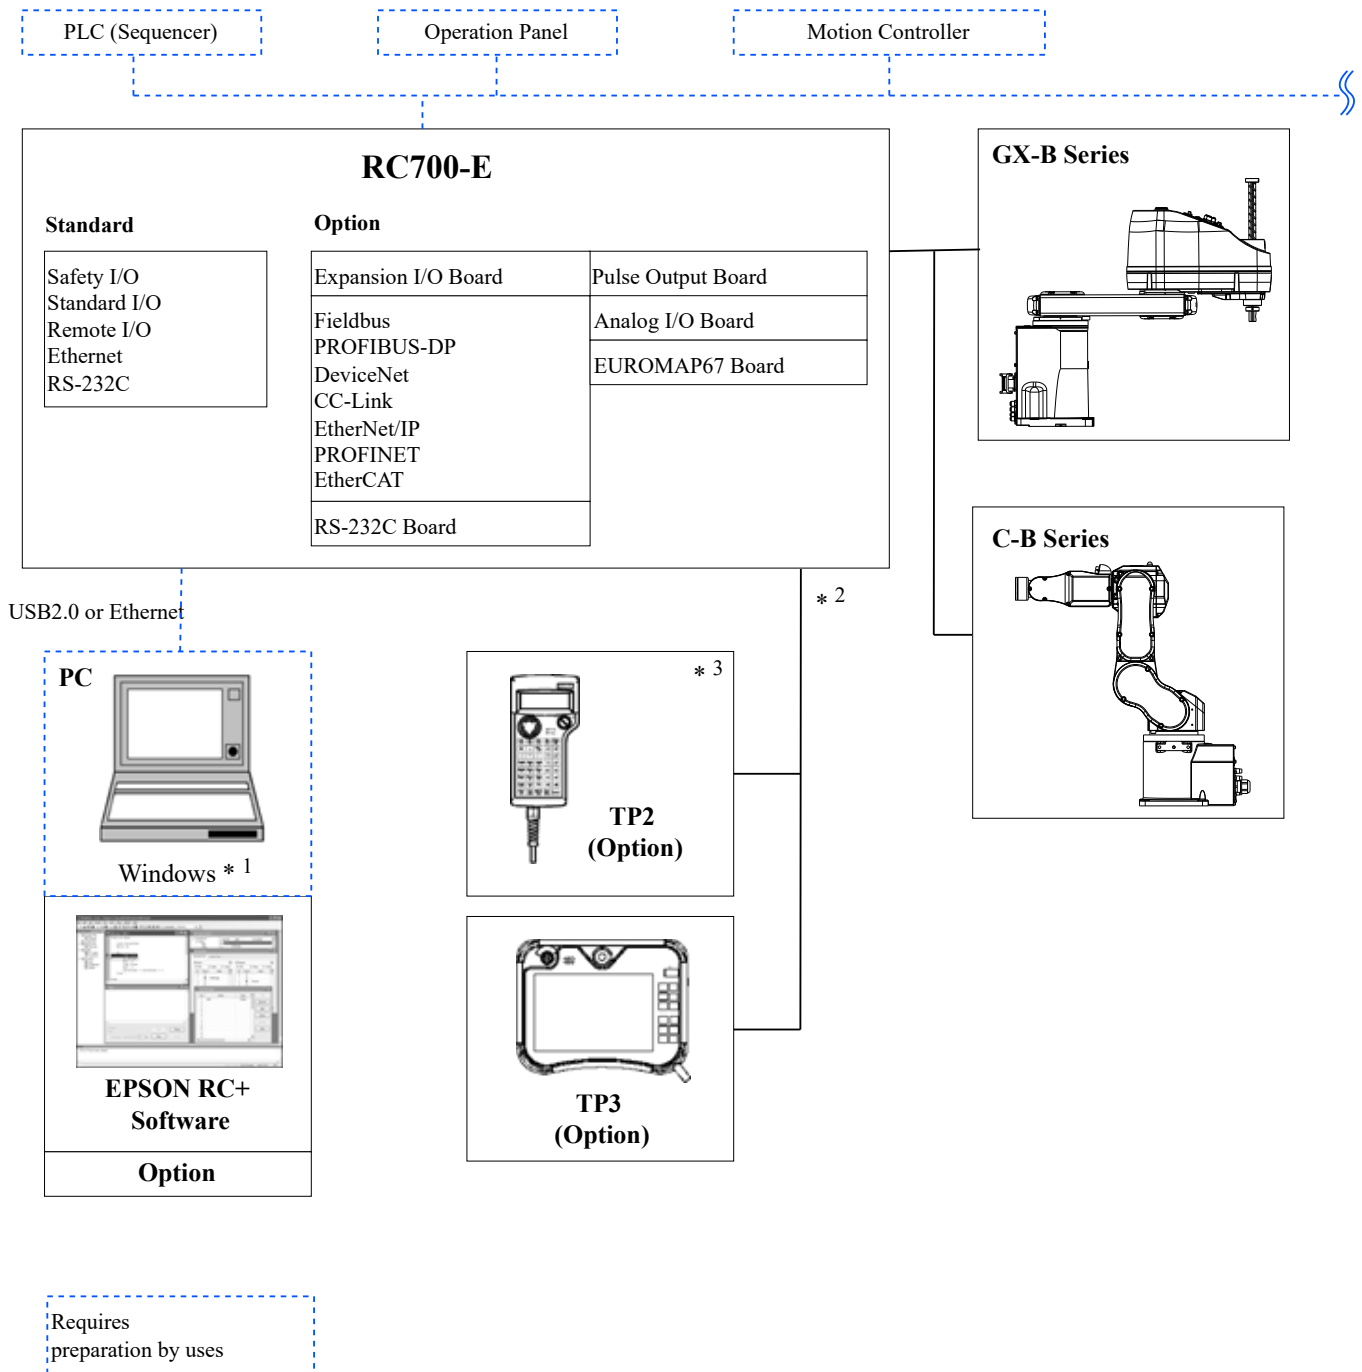 PLC (Sequencer)
Operation Panel
Motion Controller
RC700-E
Standard
Safety I/O
Standard I/O
Remote I/O
Ethernet
RS-232C
Option
Expansion I/O Board
Fieldbus
PROFIBUS-DP
DeviceNet
CC-Link
EtherNet/IP
PROFINET
EtherCAT
RS-232C Board
Pulse Output Board
Analog I/O Board
EUROMAP67 Board
GX-B Series
C-B Series
USB2.0 or Ethernet
* 2
PC
Windows * 1
EPSON RC+
Software
Option
* 3
TP2
(Option)
TP3
(Option)
Requires
preparation by uses